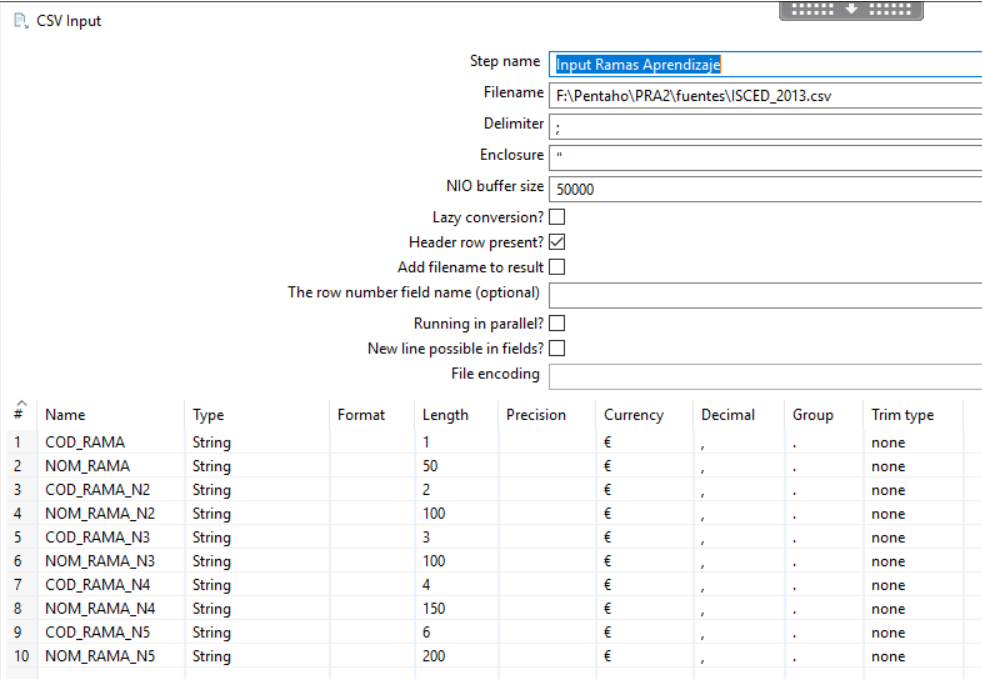 CSV Input
Step name Input Ramas Aprendizaje
Filename F:\Pentaho\PRA2\fuentes\ISCED_2013.csv
Delimiter ;
Enclosure "
NIO buffer size 50000
Lazy conversion?
Header row present?
Add filename to result
The row number field name (optional)
Running in parallel?
New line possible in fields?
File encoding
# Name Type Format Length Precision Currency Decimal Group Trim type
1 COD_RAMA String 1 € , . none
2 NOM_RAMA String 50 € , . none
3 COD_RAMA_N2 String 2 € , . none
4 NOM_RAMA_N2 String 100 € , . none
5 COD_RAMA_N3 String 3 € , . none
6 NOM_RAMA_N3 String 100 € , . none
7 COD_RAMA_N4 String 4 € , . none
8 NOM_RAMA_N4 String 150 € , . none
9 COD_RAMA_N5 String 6 € , . none
10 NOM_RAMA_N5 String 200 € , . none